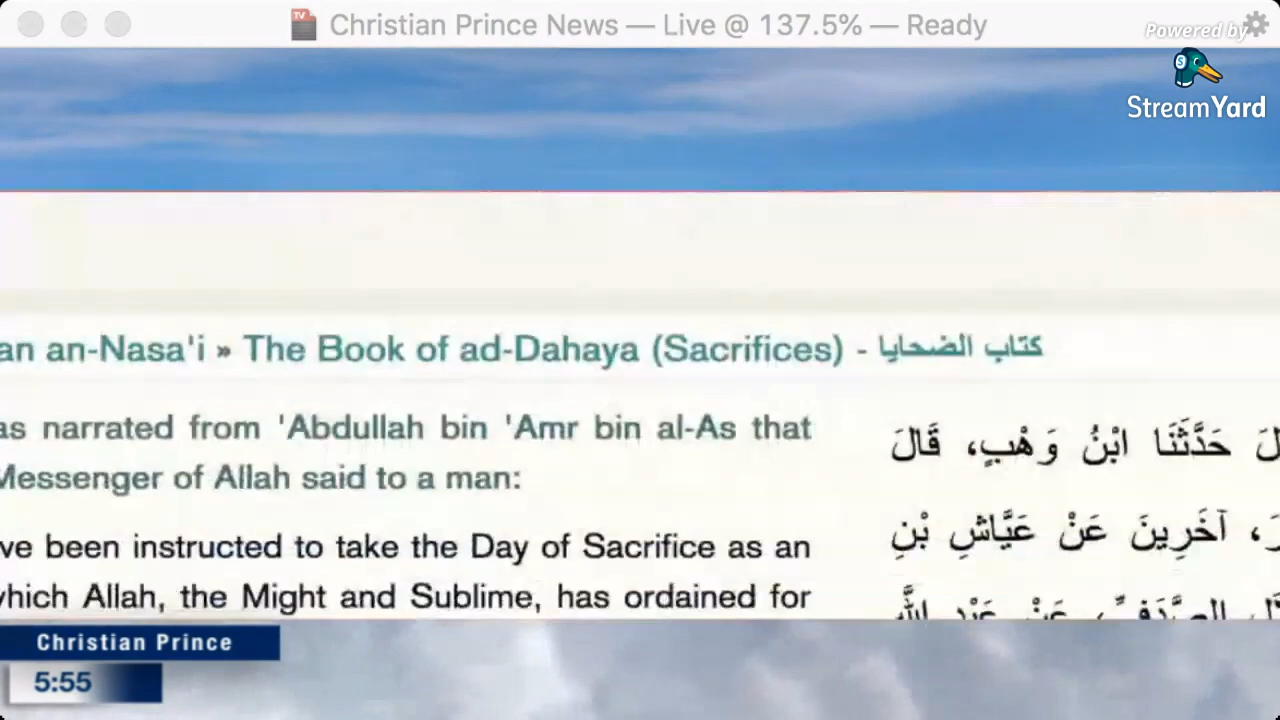 Christian Prince News — Live @ 137.5% — Ready
Powered by
StreamYard
an an-Nasa'i » The Book of ad-Dahaya (Sacrifices) - كتاب الضحايا
as narrated from 'Abdullah bin 'Amr bin al-As that
Messenger of Allah said to a man:
ve been instructed to take the Day of Sacrifice as an
which Allah, the Might and Sublime, has ordained for
حَدَّثَنَا ابْنُ وَهْبٍ، قَالَ
آخَرِينَ عَنْ عَيَّاشِ بْنِ
Christian Prince
5:55